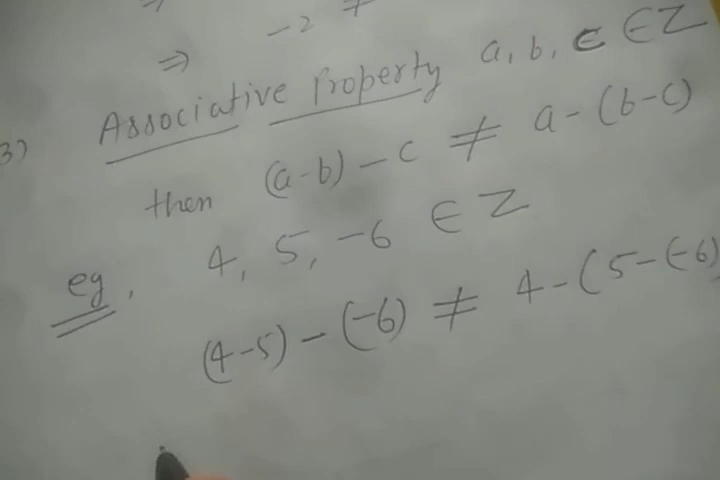 ⇒ -2 ≠
3) Associative Property a, b, c ∈ Z
then (a-b) - c ≠ a - (b-c)
eg, 4, 5, -6 ∈ Z
(4-5) - (-6) ≠ 4 - (5 - (-6)